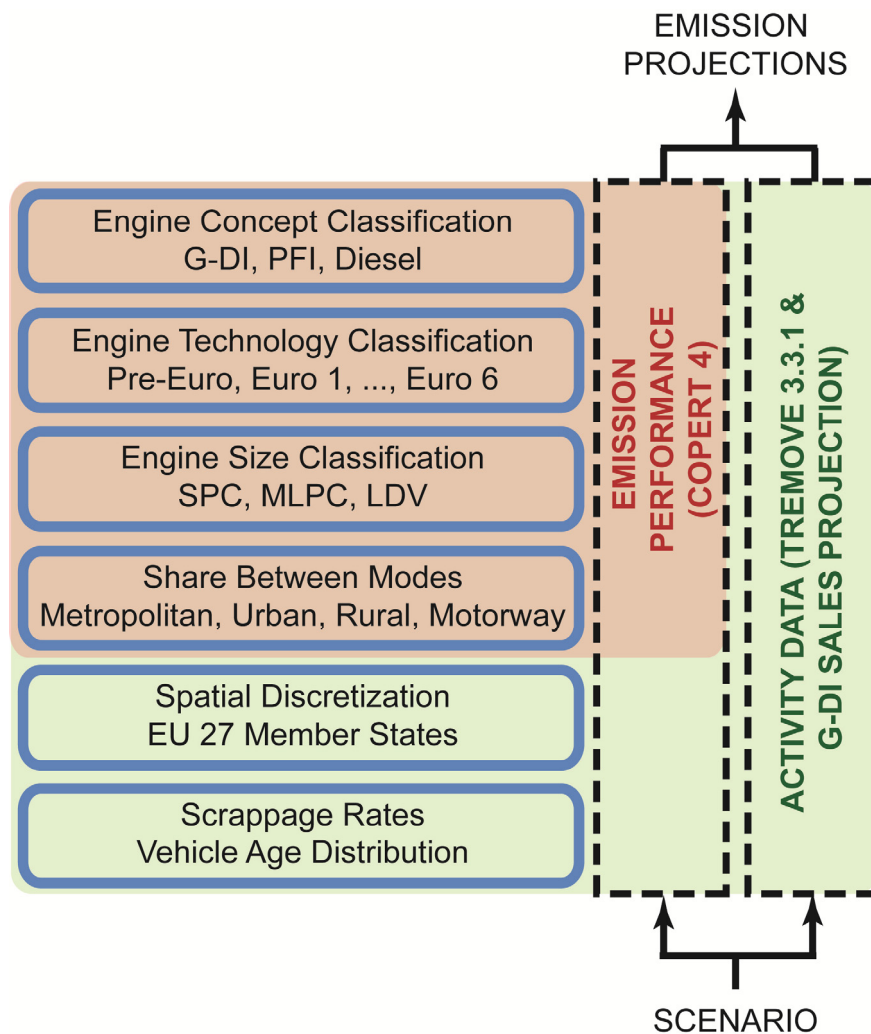 EMISSION
PROJECTIONS
Engine Concept Classification
G-DI, PFI, Diesel
Engine Technology Classification
Pre-Euro, Euro 1, ..., Euro 6
Engine Size Classification
SPC, MLPC, LDV
Share Between Modes
Metropolitan, Urban, Rural, Motorway
Spatial Discretization
EU 27 Member States
Scrappage Rates
Vehicle Age Distribution
EMISSION
PERFORMANCE
(COPERT 4)
ACTIVITY DATA (TREMOVE 3.3.1 &
G-DI SALES PROJECTION)
SCENARIO